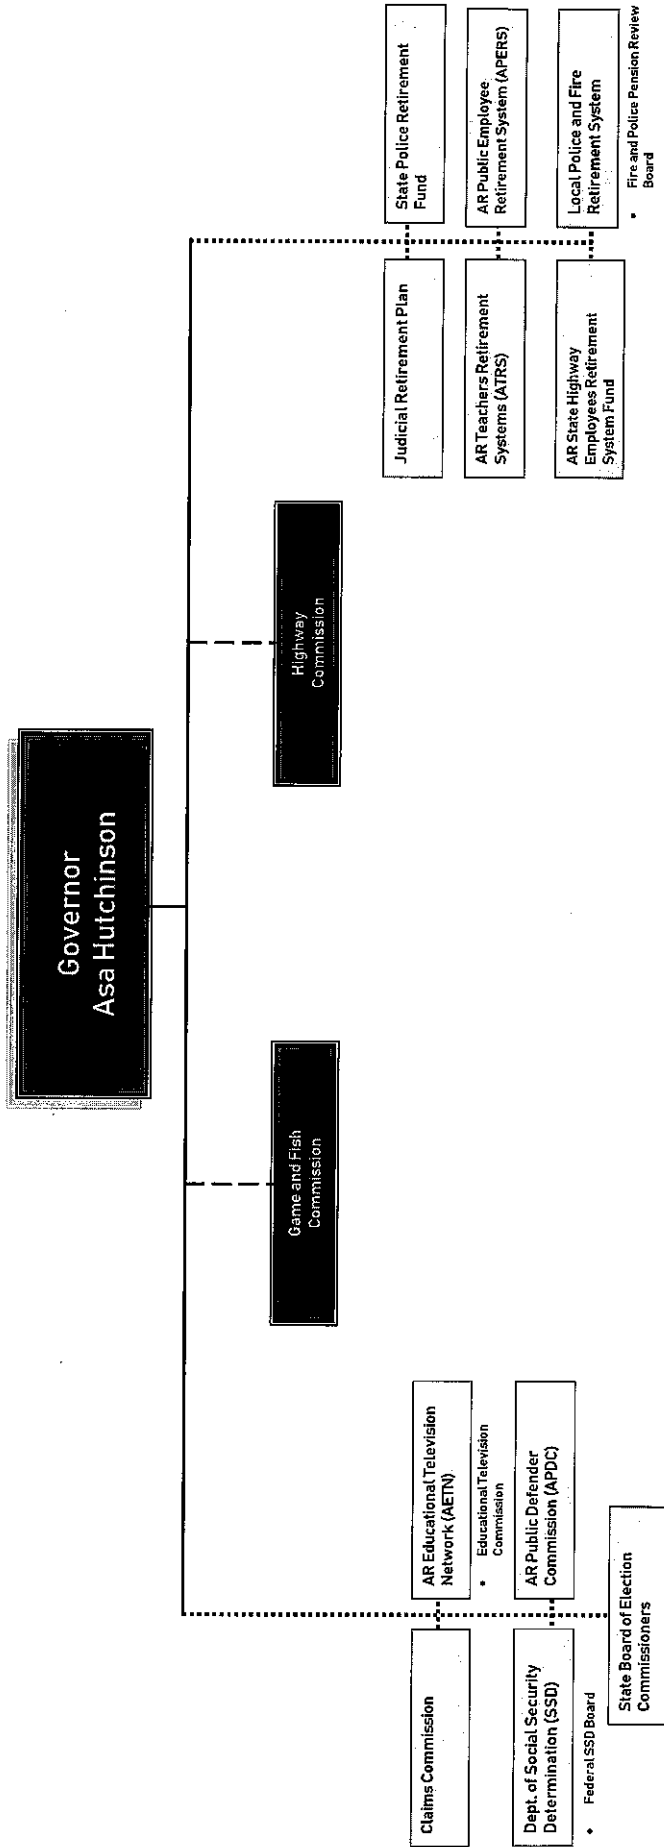 Governor
Asa Hutchinson
Game and Fish
Commission
Highway
Commission
Claims Commission
AR Educational Television
Network (AETN)
• Educational Television
Commission
Dept. of Social Security
Determination (SSD)
• Federal SSD Board
AR Public Defender
Commission (APDC)
State Board of Election
Commissioners
Judicial Retirement Plan
State Police Retirement
Fund
AR Teachers Retirement
Systems (ATRS)
AR Public Employee
Retirement System (APERS)
AR State Highway
Employees Retirement
System Fund
Local Police and Fire
Retirement System
• Fire and Police Pension Review
Board